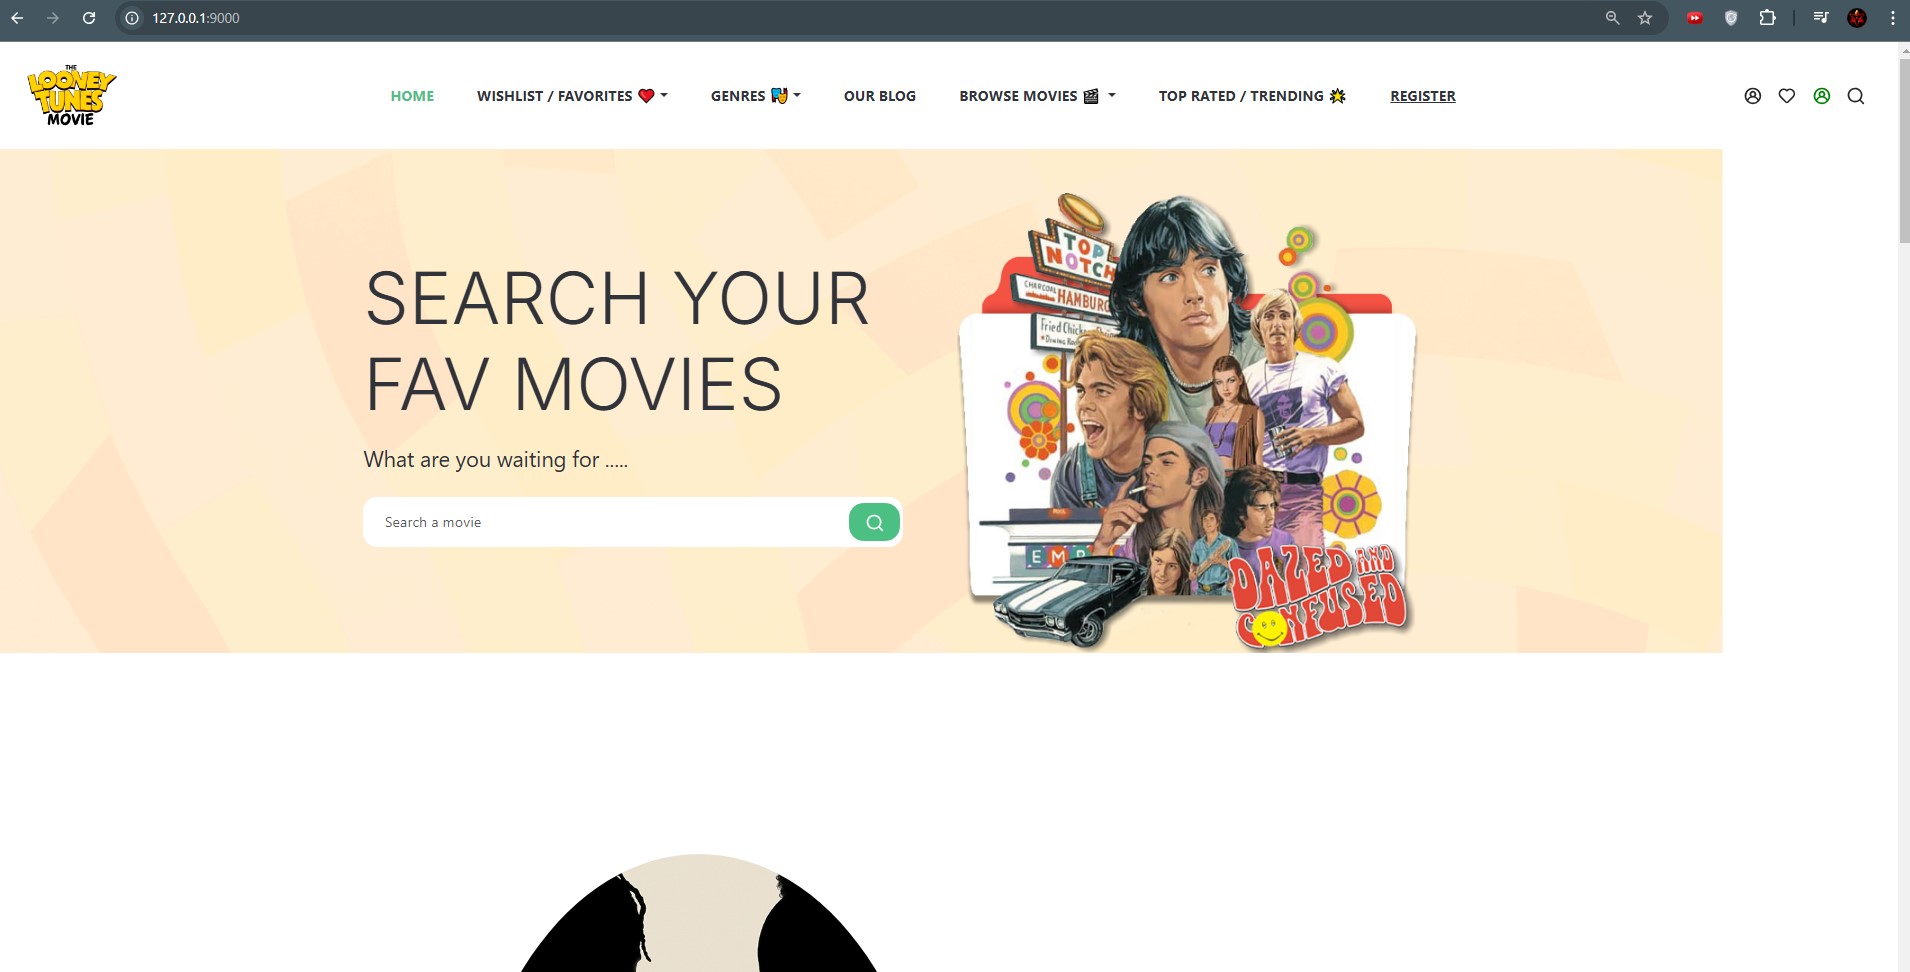 127.0.0.1:9000
THE
LOONEY
TUNES
MOVIE
HOME
WISHLIST / FAVORITES
GENRES
OUR BLOG
BROWSE MOVIES
TOP RATED / TRENDING
REGISTER
SEARCH YOUR
FAV MOVIES
What are you waiting for .....
Search a movie
TOP
NOTCH
CHARCOAL
HAMBURG
Fried Chick
EMP
DAZED AND
CONFUSED